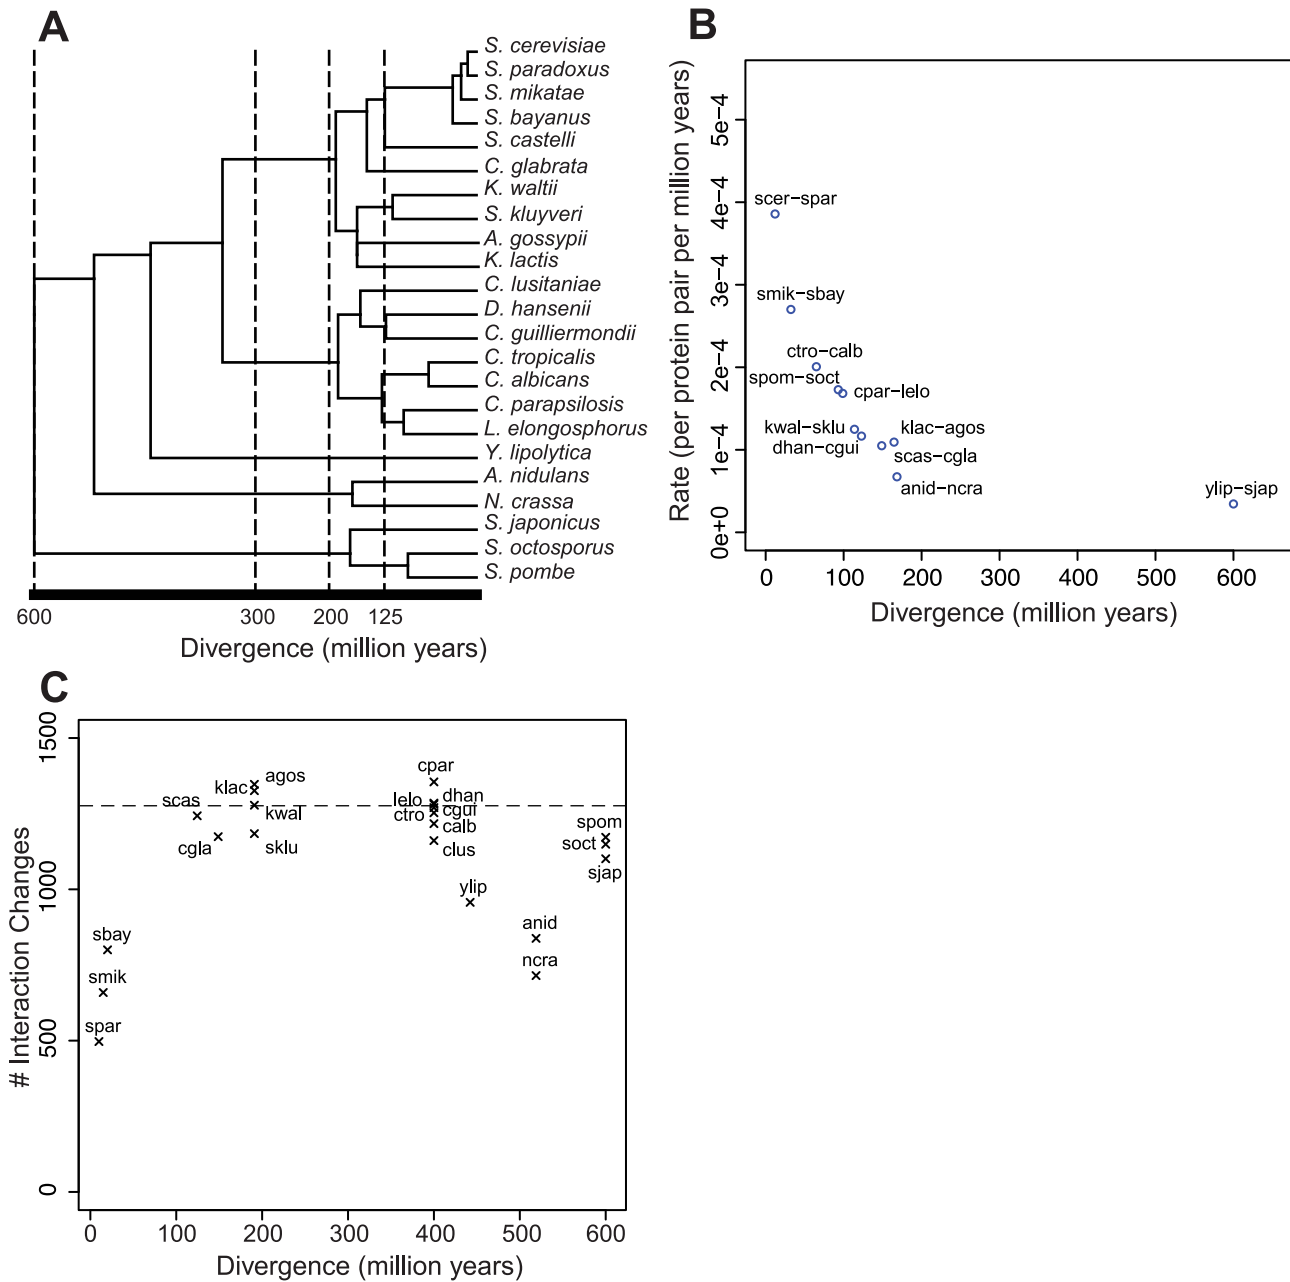 A
S. cerevisiae
S. paradoxus
S. mikatae
S. bayanus
S. castelli
C. glabrata
K. waltii
S. kluyveri
A. gossypii
K. lactis
C. lusitaniae
D. hansenii
C. guilliermondii
C. tropicalis
C. albicans
C. parapsilosis
L. elongosphorus
Y. lipolytica
A. nidulans
N. crassa
S. japonicus
S. octosporus
S. pombe
600 300 200 125
Divergence (million years)
B
Rate (per protein pair per million years)
5e−4
4e−4
3e−4
2e−4
1e−4
0e+0
scer−spar
smik−sbay
ctro−calb
spom−soct
cpar−lelo
kwal−sklu
klac−agos
dhan−cgui
scas−cgla
anid−ncra
ylip−sjap
0 100 200 300 400 500 600
Divergence (million years)
C
# Interaction Changes
1500
1000
500
0
cpar
agos
klac
scas
lelo
dhan
kwal
ctro
cgui
calb
spom
cgla
sklu
clus
soct
sjap
ylip
sbay
anid
smik
ncra
spar
0 100 200 300 400 500 600
Divergence (million years)